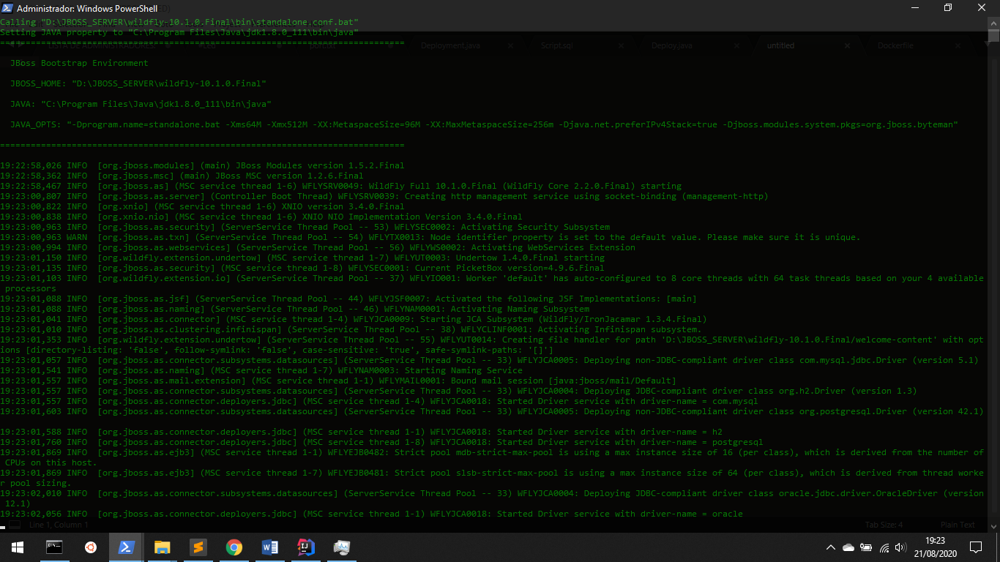 Administrador: Windows PowerShell
Calling "D:\JBOSS_SERVER\wildfly-10.1.0.Final\bin\standalone.conf.bat"
Setting JAVA property to "C:\Program Files\Java\jdk1.8.0_111\bin\java"
===============================================================================
LISTA DE ADMINISTRADORES
Deployment.java
Script.sql
Deploy.java
untitled
Dockerfile
JBoss Bootstrap Environment
JBOSS_HOME: "D:\JBOSS_SERVER\wildfly-10.1.0.Final"
JAVA: "C:\Program Files\Java\jdk1.8.0_111\bin\java"
JAVA_OPTS: "-Dprogram.name=standalone.bat -Xms64M -Xmx512M -XX:MetaspaceSize=96M -XX:MaxMetaspaceSize=256m -Djava.net.preferIPv4Stack=true -Djboss.modules.system.pkgs=org.jboss.byteman"
===============================================================================
19:22:58,026 INFO  [org.jboss.modules] (main) JBoss Modules version 1.5.2.Final
19:22:58,362 INFO  [org.jboss.msc] (main) JBoss MSC version 1.2.6.Final
19:22:58,467 INFO  [org.jboss.as] (MSC service thread 1-6) WFLYSRV0049: WildFly Full 10.1.0.Final (WildFly Core 2.2.0.Final) starting
19:23:00,807 INFO  [org.jboss.as.server] (Controller Boot Thread) WFLYSRV0039: Creating http management service using socket-binding (management-http)
19:23:00,822 INFO  [org.xnio] (MSC service thread 1-6) XNIO version 3.4.0.Final
19:23:00,838 INFO  [org.xnio.nio] (MSC service thread 1-6) XNIO NIO Implementation Version 3.4.0.Final
19:23:00,963 INFO  [org.jboss.as.security] (ServerService Thread Pool -- 53) WFLYSEC0002: Activating Security Subsystem
19:23:00,963 WARN  [org.jboss.as.txn] (ServerService Thread Pool -- 54) WFLYTX0013: Node identifier property is set to the default value. Please make sure it is unique.
19:23:00,994 INFO  [org.jboss.as.webservices] (ServerService Thread Pool -- 56) WFLYWS0002: Activating WebServices Extension
19:23:01,150 INFO  [org.wildfly.extension.undertow] (MSC service thread 1-7) WFLYUT0003: Undertow 1.4.0.Final starting
19:23:01,135 INFO  [org.jboss.as.security] (MSC service thread 1-8) WFLYSEC0001: Current PicketBox version=4.9.6.Final
19:23:01,103 INFO  [org.wildfly.extension.io] (ServerService Thread Pool -- 37) WFLYIO001: Worker 'default' has auto-configured to 8 core threads with 64 task threads based on your 4 available
 processors
19:23:01,088 INFO  [org.jboss.as.jsf] (ServerService Thread Pool -- 44) WFLYJSF0007: Activated the following JSF Implementations: [main]
19:23:01,088 INFO  [org.jboss.as.naming] (ServerService Thread Pool -- 46) WFLYNAM0001: Activating Naming Subsystem
19:23:01,041 INFO  [org.jboss.as.connector] (MSC service thread 1-4) WFLYJCA0009: Starting JCA Subsystem (WildFly/IronJacamar 1.3.4.Final)
19:23:01,010 INFO  [org.jboss.as.clustering.infinispan] (ServerService Thread Pool -- 38) WFLYCLINF0001: Activating Infinispan subsystem.
19:23:01,353 INFO  [org.wildfly.extension.undertow] (ServerService Thread Pool -- 55) WFLYUT0014: Creating file handler for path 'D:\JBOSS_SERVER\wildfly-10.1.0.Final/welcome-content' with opt
ions [directory-listing: 'false', follow-symlink: 'false', case-sensitive: 'true', safe-symlink-paths: '[]']
19:23:01,057 INFO  [org.jboss.as.connector.subsystems.datasources] (ServerService Thread Pool -- 33) WFLYJCA0005: Deploying non-JDBC-compliant driver class com.mysql.jdbc.Driver (version 5.1)
19:23:01,541 INFO  [org.jboss.as.naming] (MSC service thread 1-7) WFLYNAM0003: Starting Naming Service
19:23:01,557 INFO  [org.jboss.as.mail.extension] (MSC service thread 1-1) WFLYMAIL0001: Bound mail session [java:jboss/mail/Default]
19:23:01,557 INFO  [org.jboss.as.connector.subsystems.datasources] (ServerService Thread Pool -- 33) WFLYJCA0004: Deploying JDBC-compliant driver class org.h2.Driver (version 1.3)
19:23:01,557 INFO  [org.jboss.as.connector.deployers.jdbc] (MSC service thread 1-4) WFLYJCA0018: Started Driver service with driver-name = com.mysql
19:23:01,603 INFO  [org.jboss.as.connector.subsystems.datasources] (ServerService Thread Pool -- 33) WFLYJCA0005: Deploying non-JDBC-compliant driver class org.postgresql.Driver (version 42.1)
19:23:01,588 INFO  [org.jboss.as.connector.deployers.jdbc] (MSC service thread 1-1) WFLYJCA0018: Started Driver service with driver-name = h2
19:23:01,760 INFO  [org.jboss.as.connector.deployers.jdbc] (MSC service thread 1-8) WFLYJCA0018: Started Driver service with driver-name = postgresql
19:23:01,869 INFO  [org.jboss.as.ejb3] (MSC service thread 1-1) WFLYEJB0482: Strict pool mdb-strict-max-pool is using a max instance size of 16 (per class), which is derived from the number of
 CPUs on this host.
19:23:01,869 INFO  [org.jboss.as.ejb3] (MSC service thread 1-7) WFLYEJB0481: Strict pool slsb-strict-max-pool is using a max instance size of 64 (per class), which is derived from thread worke
r pool sizing.
19:23:02,010 INFO  [org.jboss.as.connector.subsystems.datasources] (ServerService Thread Pool -- 33) WFLYJCA0004: Deploying JDBC-compliant driver class oracle.jdbc.driver.OracleDriver (version
 12.1)
19:23:02,056 INFO  [org.jboss.as.connector.deployers.jdbc] (MSC service thread 1-1) WFLYJCA0018: Started Driver service with driver-name = oracle
Line 1, Column 1
Tab Size: 4
Plain Text
19:23
21/08/2020